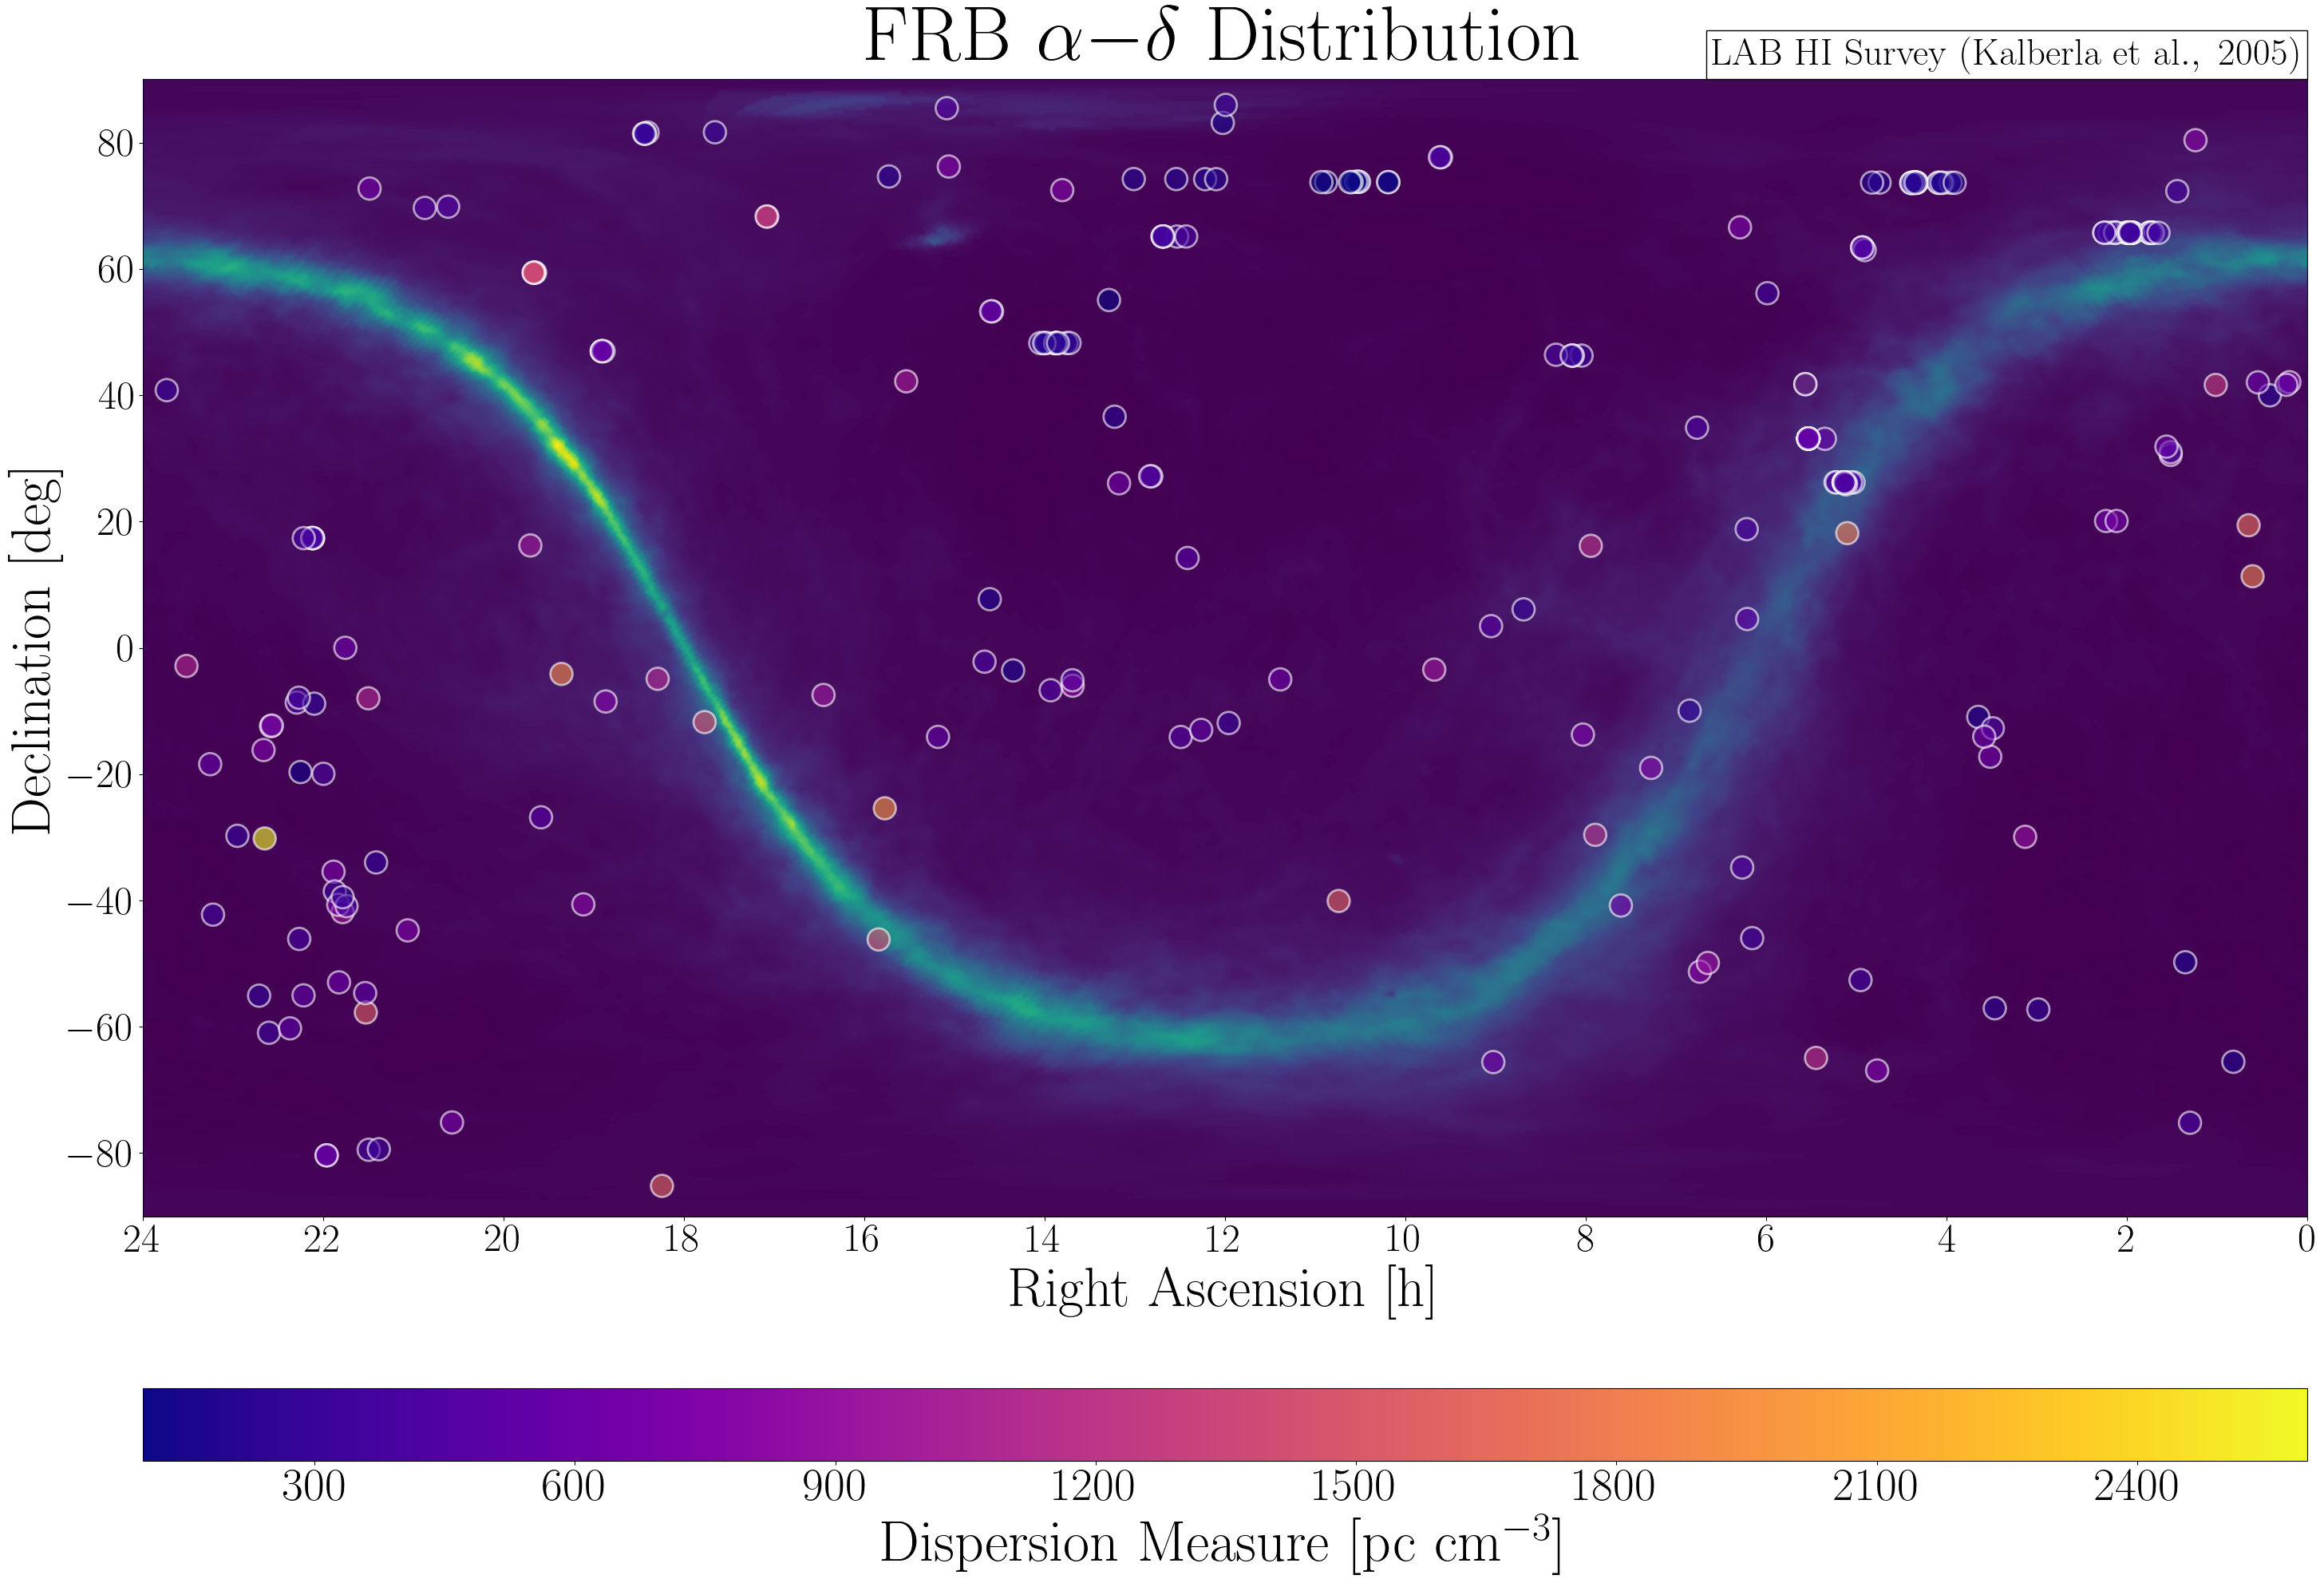 FRB α−δ Distribution
LAB HI Survey (Kalberla et al., 2005)
Declination [deg]
80
60
40
20
0
−20
−40
−60
−80
24 22 20 18 16 14 12 10 8 6 4 2 0
Right Ascension [h]
300 600 900 1200 1500 1800 2100 2400
Dispersion Measure [pc cm⁻³]